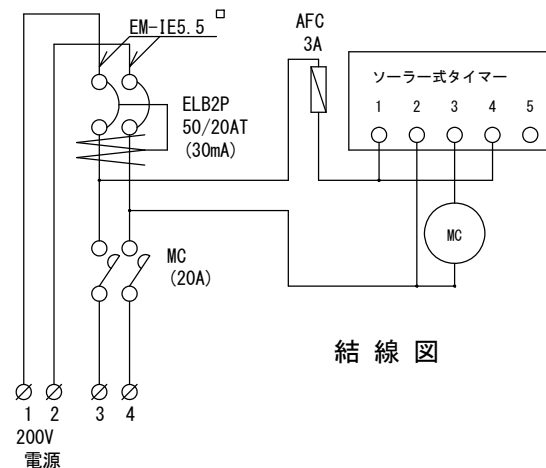 EM-IE5.5□
AFC
3A
ソーラー式タイマー
1 2 3 4 5
ELB2P
50/20AT
(30mA)
MC
MC
(20A)
結線図
1 2 3 4
200V
電源